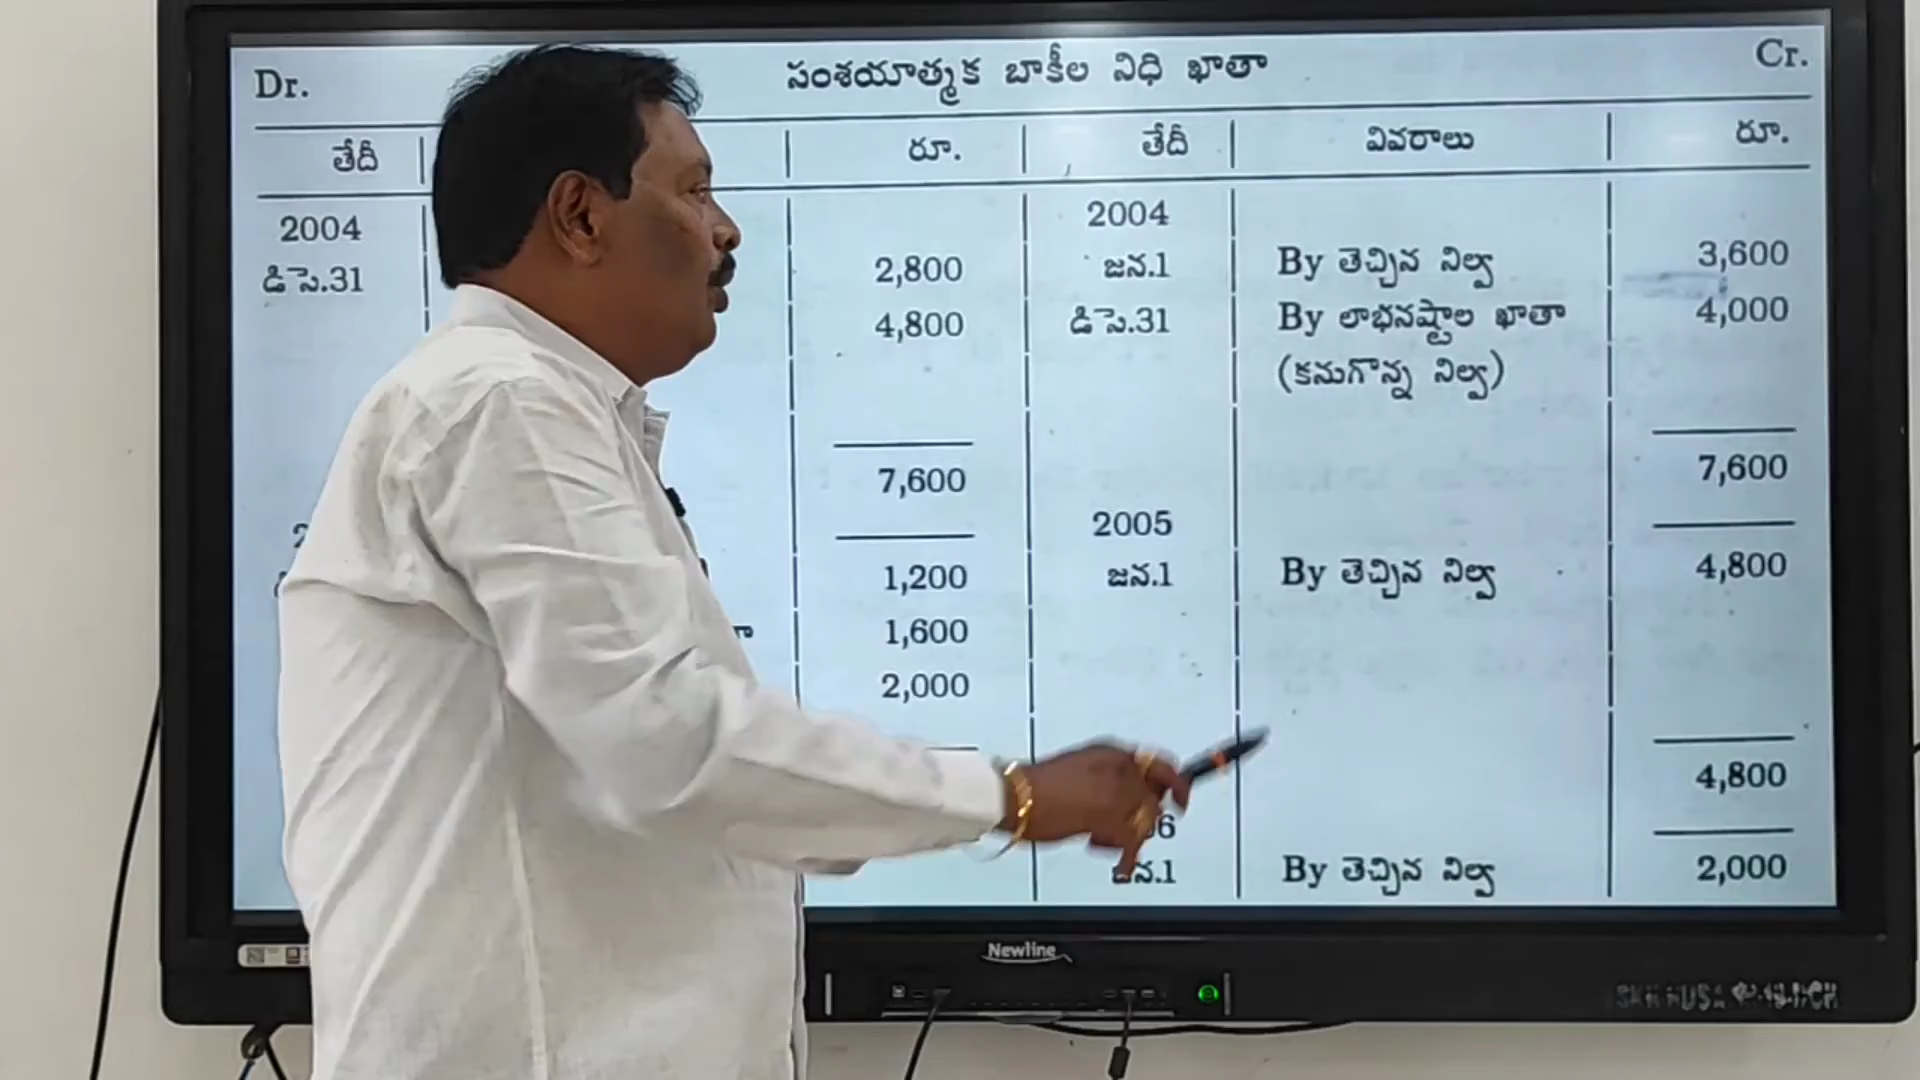 Dr. సంశయాత్మక బాకీల నిధి ఖాతా Cr.
తేదీ రూ. తేదీ వివరాలు రూ.
2004 2004
డిసె.31 2,800 జన.1 By తెచ్చిన నిల్వ 3,600
4,800 డిసె.31 By లాభనష్టాల ఖాతా 4,000
(కనుగొన్న నిల్వ)
7,600 7,600
2005
1,200 జన.1 By తెచ్చిన నిల్వ 4,800
1,600
2,000
4,800
జన.1 By తెచ్చిన నిల్వ 2,000
Newline